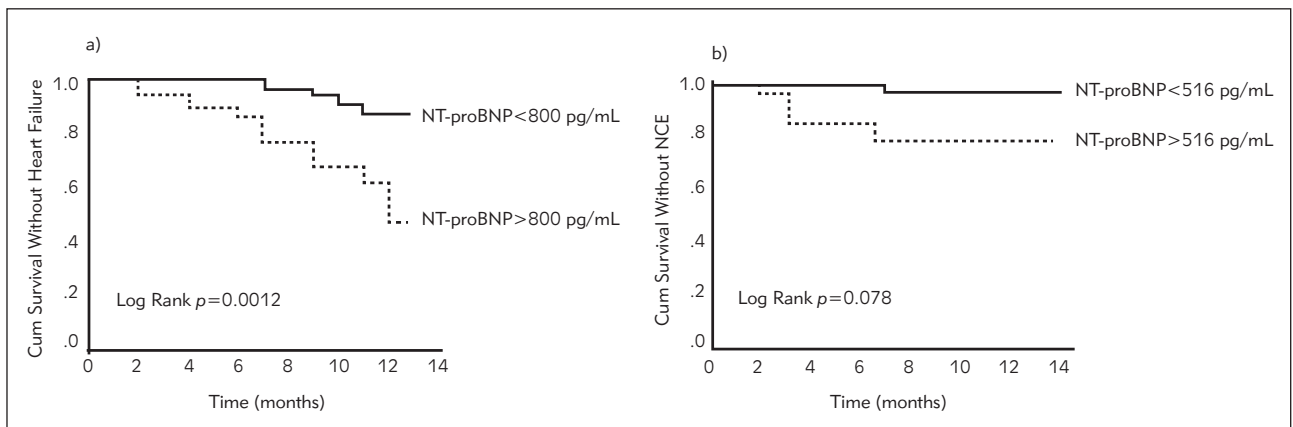 a)
Cum Survival Without Heart Failure
1.0
.8
.6
.4
.2
.0
NT-proBNP<800 pg/mL
NT-proBNP>800 pg/mL
Log Rank p=0.0012
0 2 4 6 8 10 12 14
Time (months)
b)
Cum Survival Without NCE
1.0
.8
.6
.4
.2
.0
NT-proBNP<516 pg/mL
NT-proBNP>516 pg/mL
Log Rank p=0.078
0 2 4 6 8 10 12 14
Time (months)